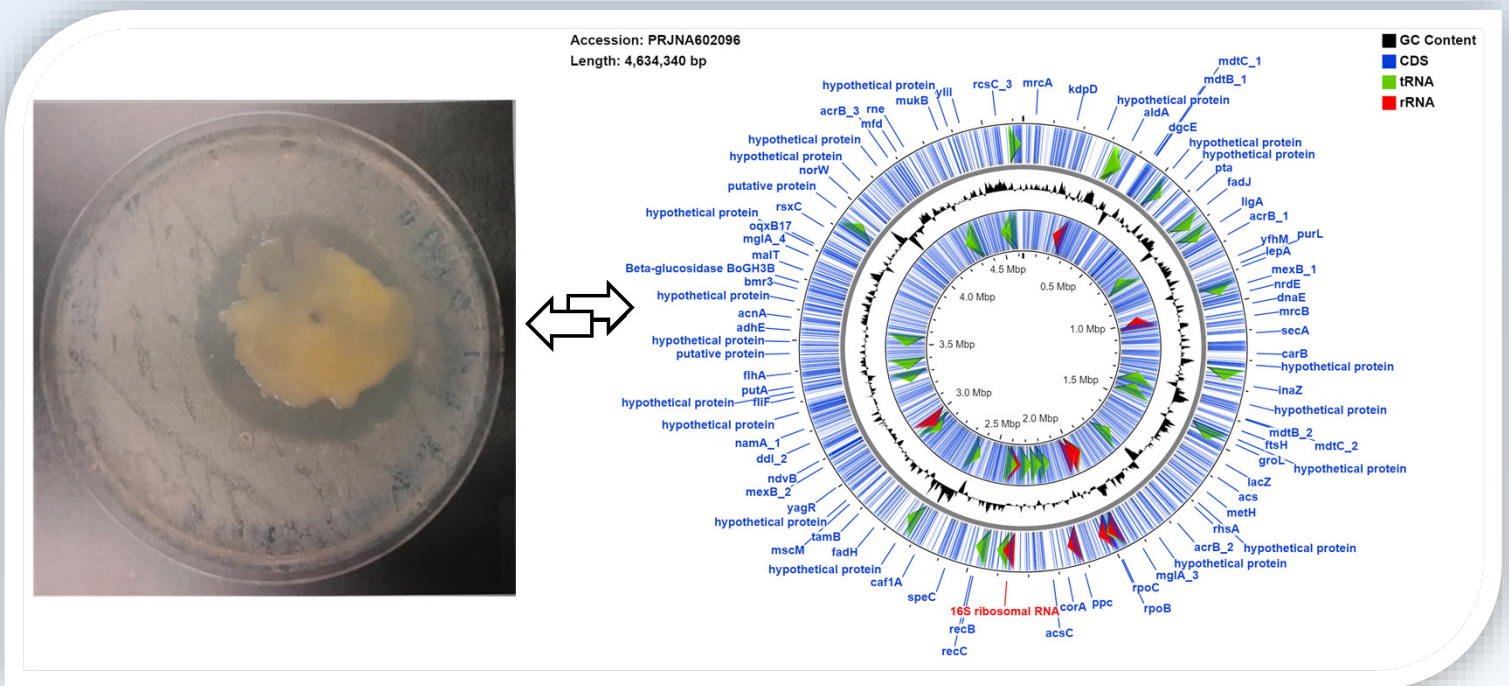 Accession: PRJNA602096
Length: 4,634,340 bp
GC Content
CDS
tRNA
rRNA
hypothetical protein
mukB
yliI
rcsC_3
mrcA
kdpD
hypothetical protein
aldA
mdtC_1
mdtB_1
dgcE
hypothetical protein
hypothetical protein
pta
fadJ
ligA
acrB_1
yfhM
purL
lepA
mexB_1
nrdE
dnaE
mrcB
secA
carB
hypothetical protein
inaZ
hypothetical protein
mdtB_2
mdtC_2
ftsH
groL
hypothetical protein
lacZ
acs
metH
rhsA
hypothetical protein
acrB_2
hypothetical protein
mglA_3
rpoC
rpoB
ppc
corA
acsC
16S ribosomal RNA
recB
recC
speC
caf1A
hypothetical protein
fadH
mscM
tamB
hypothetical protein
yagR
mexB_2
ndvB
ddl_2
namA_1
hypothetical protein
fliF
hypothetical protein
putA
flhA
putative protein
hypothetical protein
adhE
acnA
hypothetical protein
bmr3
Beta-glucosidase BoGH3B
malT
mglA_4
oqxB17
hypothetical protein
rsxC
putative protein
norW
hypothetical protein
hypothetical protein
mfd
acrB_3
rne
0.5 Mbp
1.0 Mbp
1.5 Mbp
2.0 Mbp
2.5 Mbp
3.0 Mbp
3.5 Mbp
4.0 Mbp
4.5 Mbp